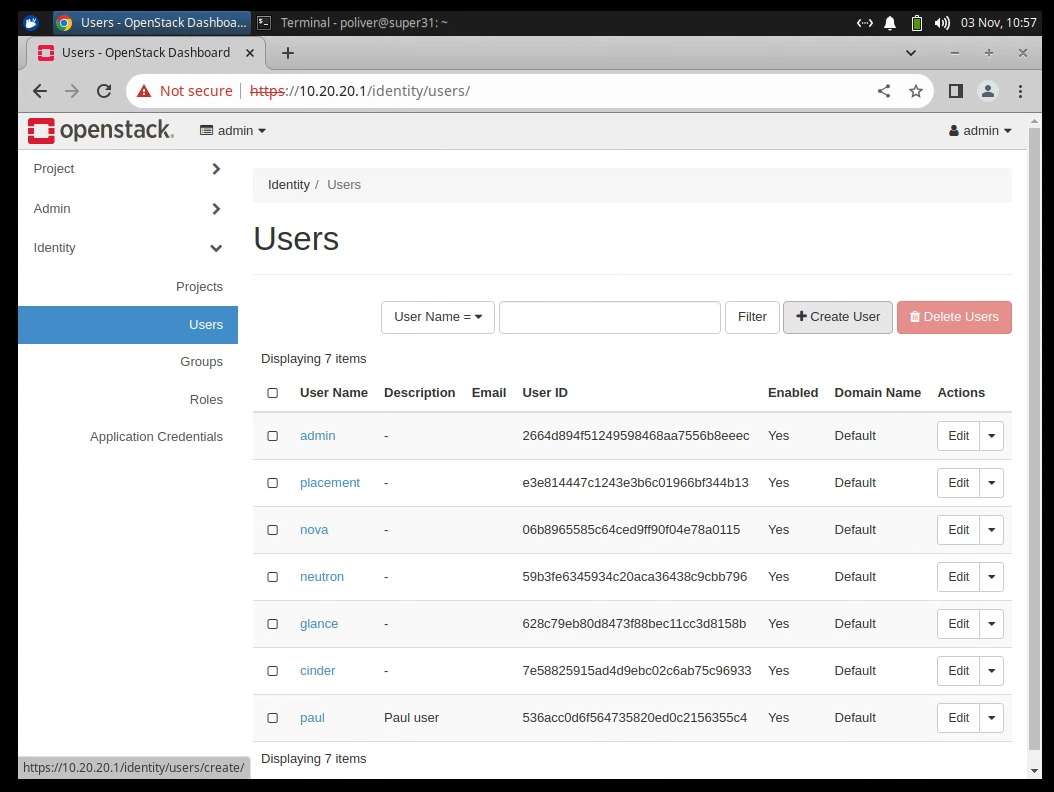 Users - OpenStack Dashboa...
Terminal - poliver@super31: ~
03 Nov, 10:57
Users - OpenStack Dashboard
Not secure
https://10.20.20.1/identity/users/
openstack.
admin
admin
Project
Admin
Identity
Projects
Users
Groups
Roles
Application Credentials
Identity / Users
Users
User Name =
Filter
Create User
Delete Users
Displaying 7 items
User Name Description Email User ID Enabled Domain Name Actions
admin - 2664d894f51249598468aa7556b8eeec Yes Default Edit
placement - e3e814447c1243e3b6c01966bf344b13 Yes Default Edit
nova - 06b8965585c64ced9ff90f04e78a0115 Yes Default Edit
neutron - 59b3fe6345934c20aca36438c9cbb796 Yes Default Edit
glance - 628c79eb80d8473f88bec11cc3d8158b Yes Default Edit
cinder - 7e58825915ad4d9ebc02c6ab75c96933 Yes Default Edit
paul Paul user 536acc0d6f564735820ed0c2156355c4 Yes Default Edit
Displaying 7 items
https://10.20.20.1/identity/users/create/